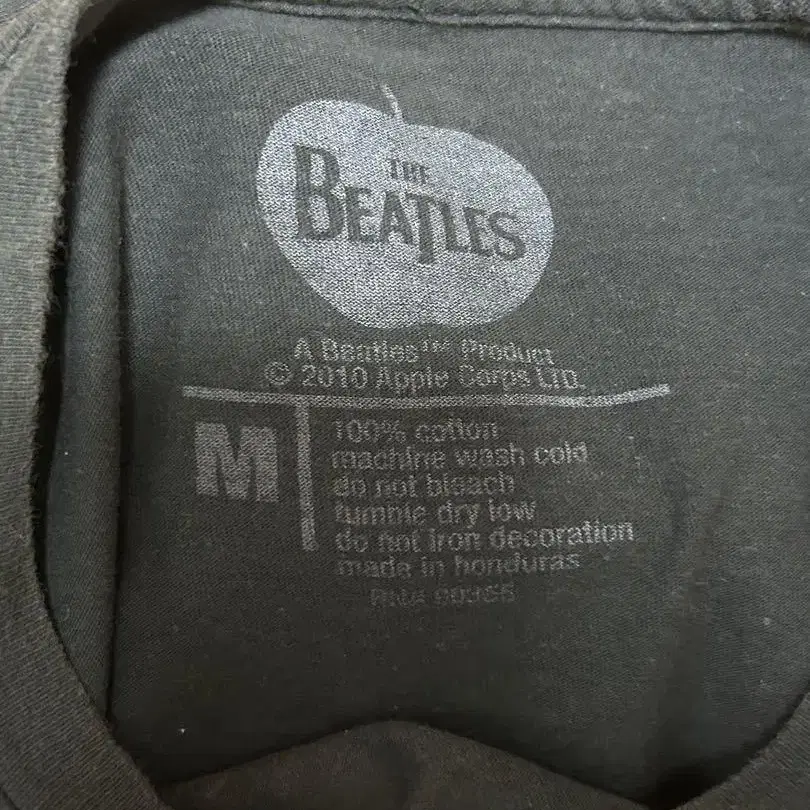 THE
BEATLES
A Beatles™ Product
© 2010 Apple Corps LTD.
M
100% cotton
machine wash cold
do not bleach
tumble dry low
do not iron decoration
made in honduras
RN#